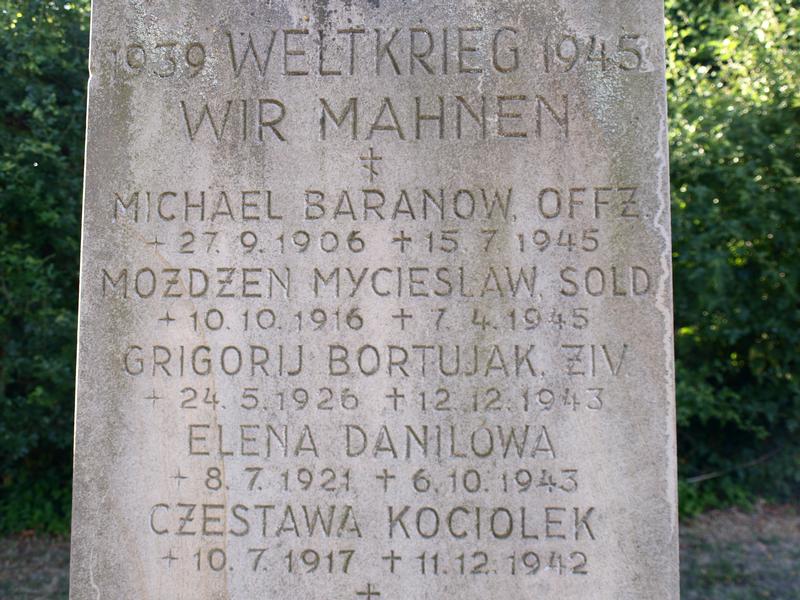 1939 WELTKRIEG 1945
WIR MAHNEN
✝
MICHAEL BARANOW, OFFZ.
+ 27. 9. 1906 ✝ 15. 7. 1945
MOZDZEN MYCIESLAW, SOLD
+ 10. 10. 1916 ✝ 7. 4. 1945
GRIGORIJ BORTUJAK, ZIV
+ 24. 5. 1926 ✝ 12. 12. 1943
ELENA DANILOWA
+ 8. 7. 1921 ✝ 6. 10. 1943
CZESTAWA KOCIOLEK
+ 10. 7. 1917 ✝ 11. 12. 1942
✝